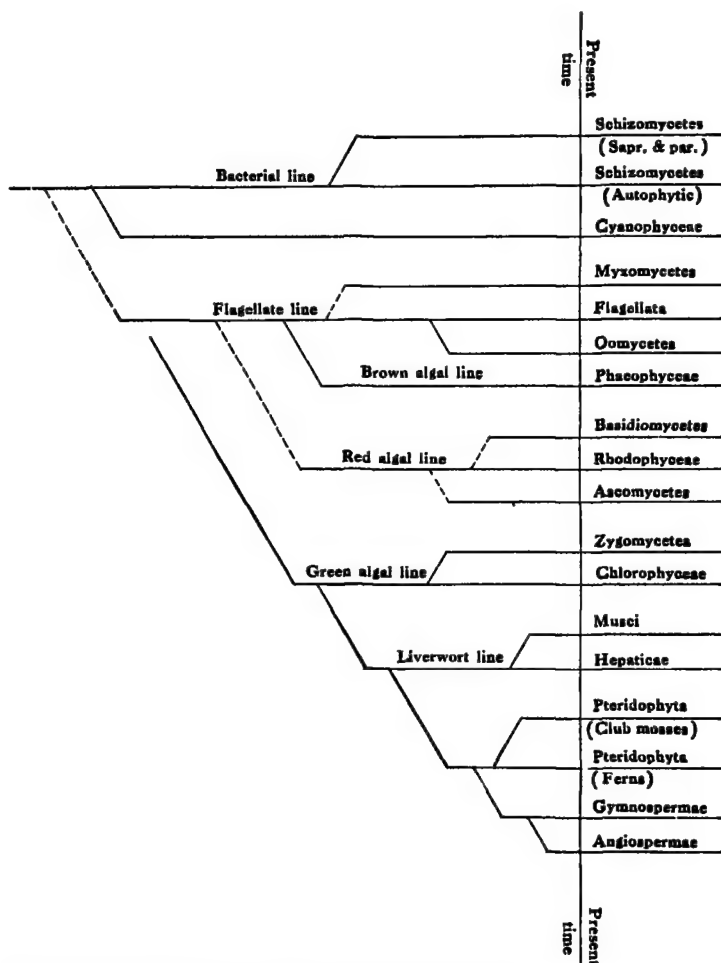 Present
time
Schizomycetes
(Sapr. & par.)
Bacterial line
Schizomycetes
(Autophytic)
Cyanophyceae
Myxomycetes
Flagellate line
Flagellata
Oomycetes
Brown algal line
Phaeophyceae
Basidiomycetes
Red algal line
Rhodophyceae
Ascomycetes
Zygomycetes
Green algal line
Chlorophyceae
Musci
Liverwort line
Hepaticae
Pteridophyta
(Club mosses)
Pteridophyta
(Ferns)
Gymnospermae
Angiospermae
Present
time